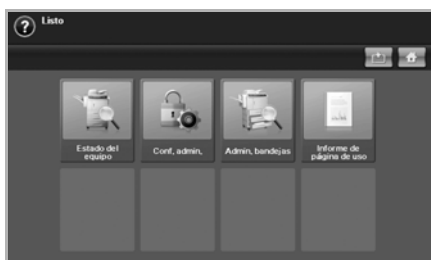 Listo
Estado del
equipo
Conf, admin,
Admin, bandejas
Informe de
página de uso